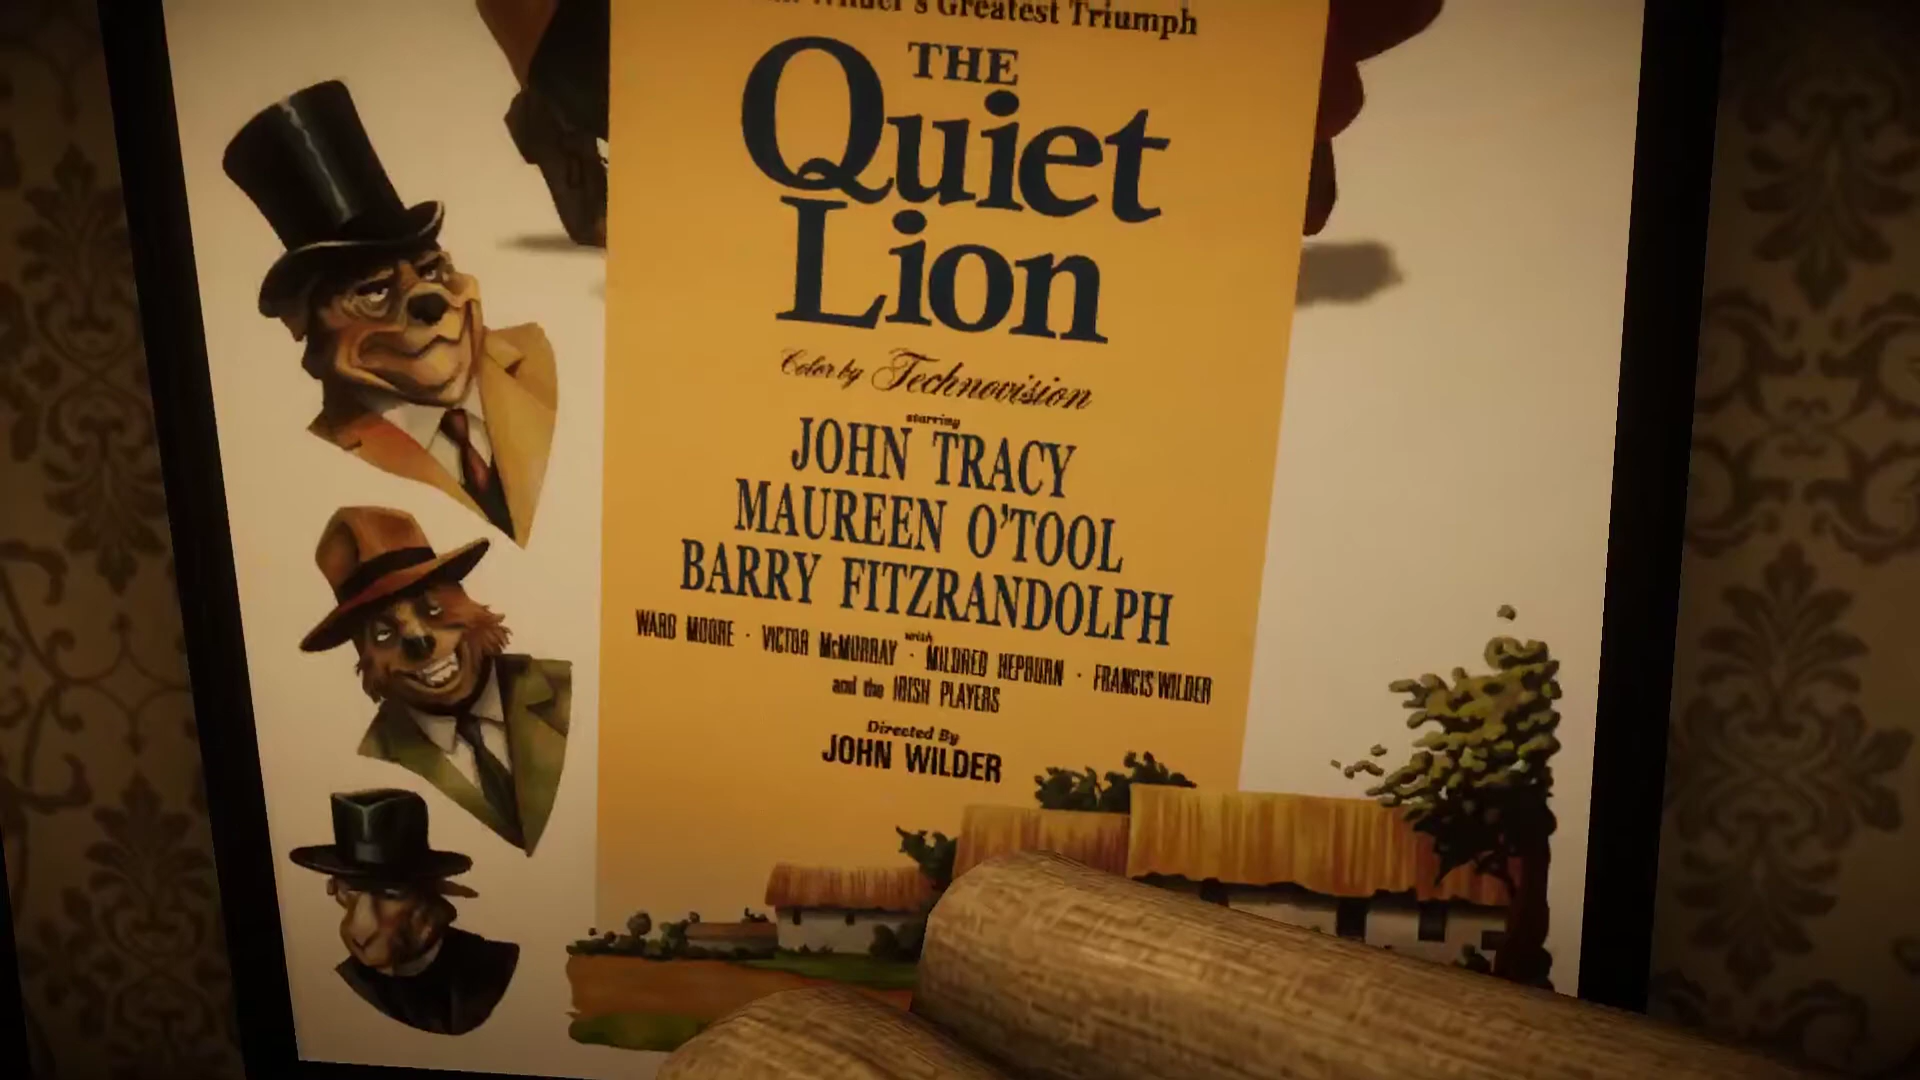 Wilder's Greatest Triumph
THE
Quiet
Lion
Color by Technovision
starring
JOHN TRACY
MAUREEN O'TOOL
BARRY FITZRANDOLPH
with
WARD MOORE · VICTOR McMURRAY · MILDRED HEPBURN · FRANCIS WILDER
and the IRISH PLAYERS
Directed By
JOHN WILDER